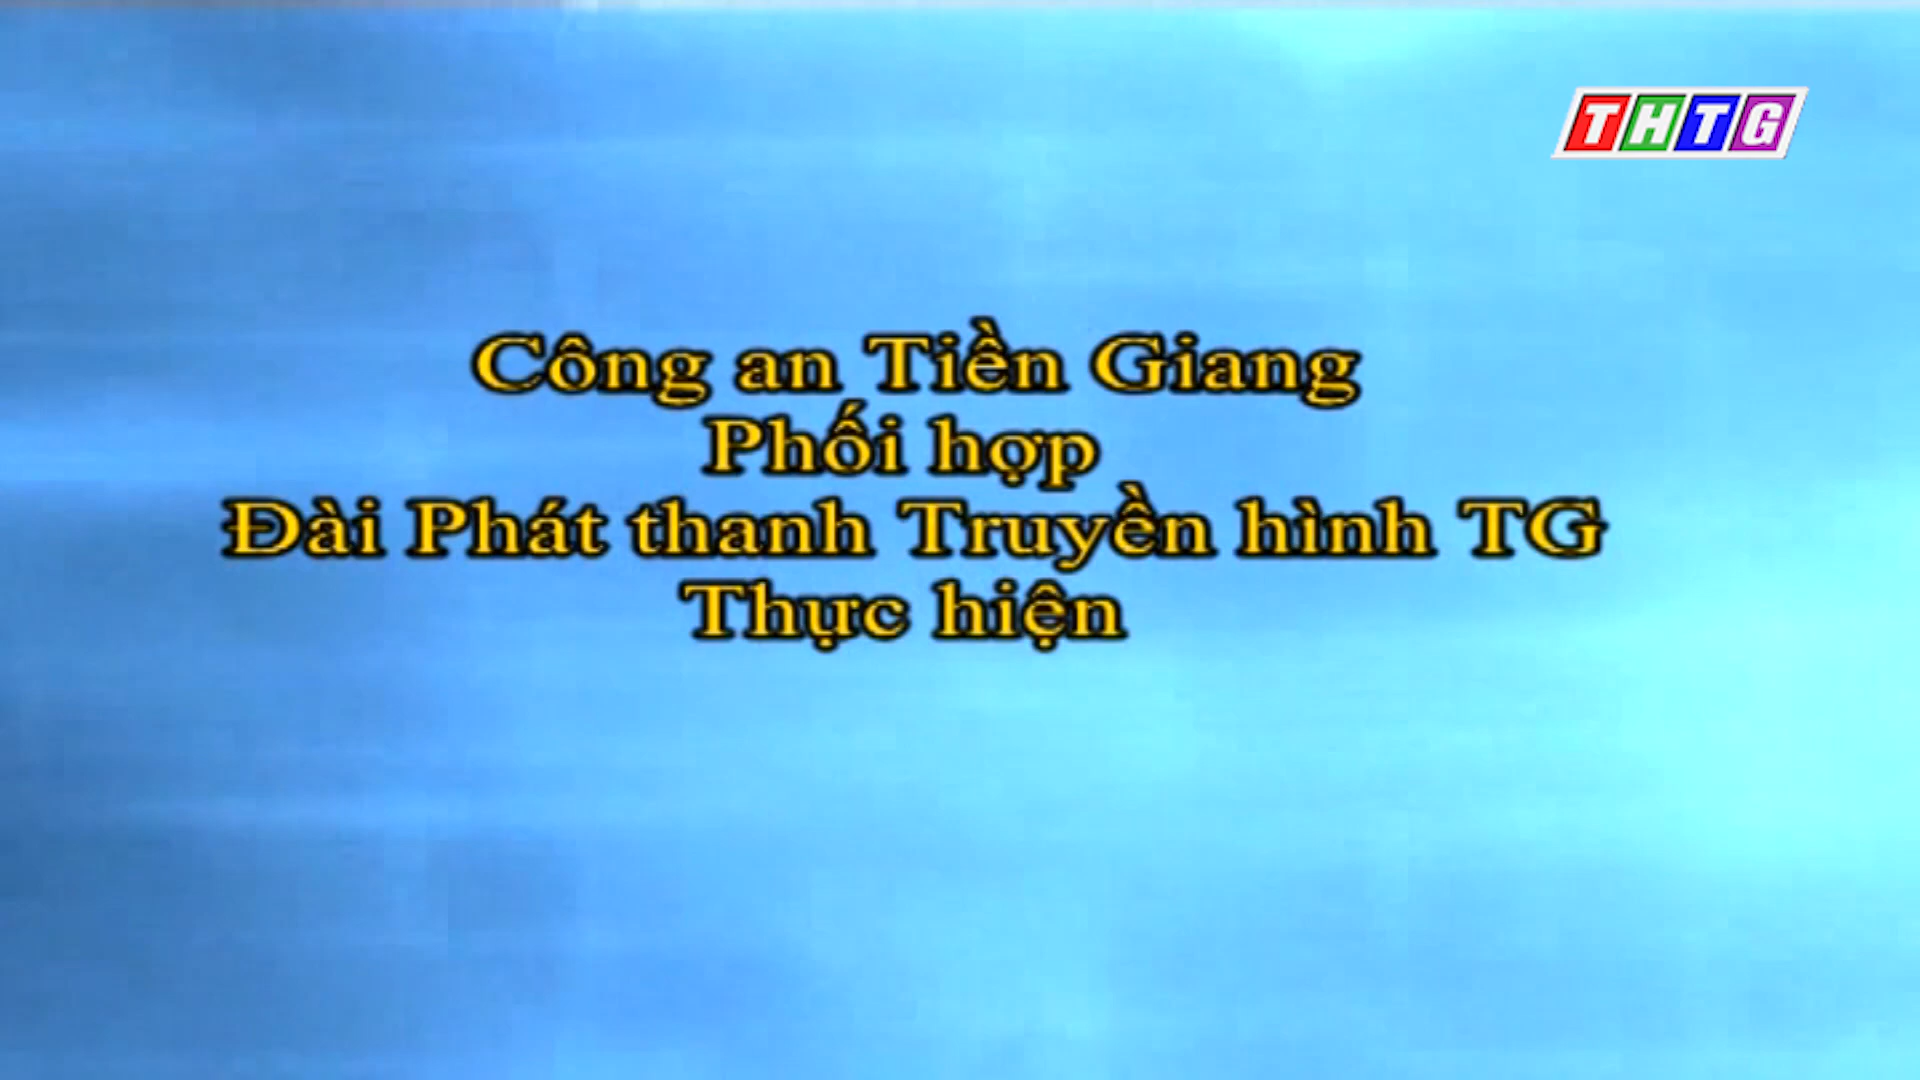 THTG
Công an Tiền Giang
Phối hợp
Đài Phát thanh Truyền hình TG
Thực hiện